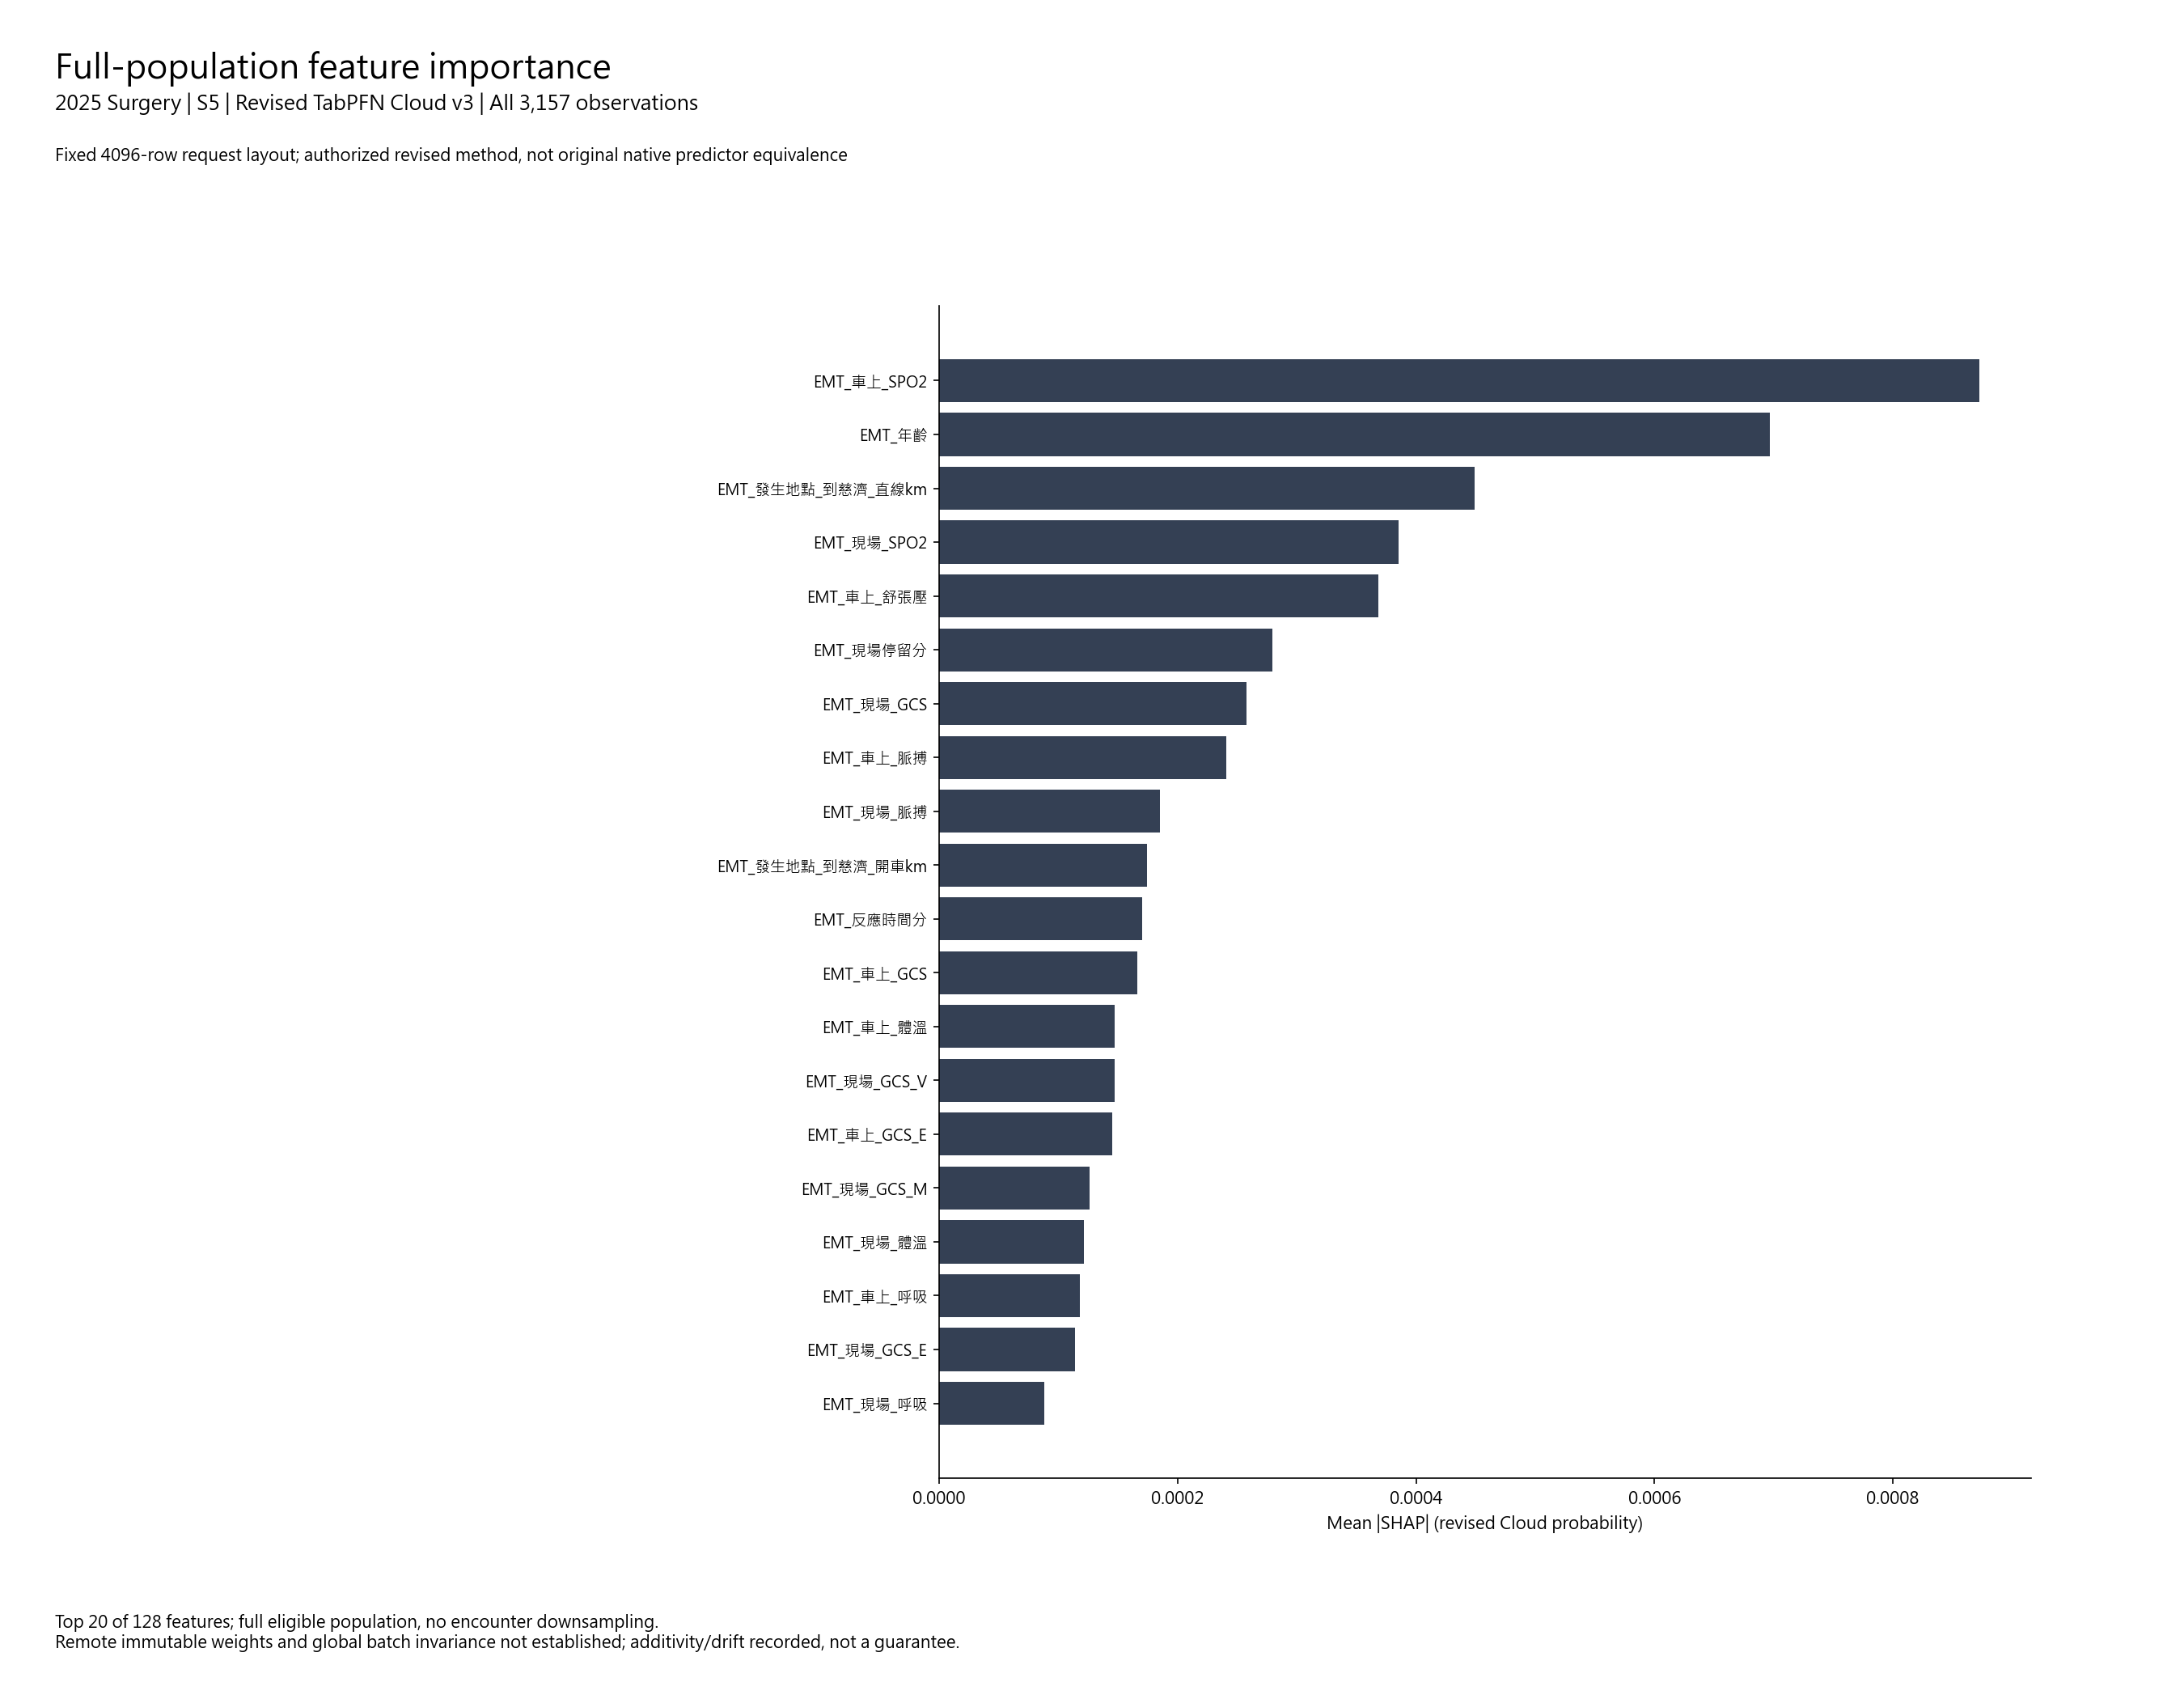 Full-population feature importance
2025 Surgery | S5 | Revised TabPFN Cloud v3 | All 3,157 observations
Fixed 4096-row request layout; authorized revised method, not original native predictor equivalence
EMT_車上_SPO2
EMT_年齡
EMT_發生地點_到慈濟_直線km
EMT_現場_SPO2
EMT_車上_舒張壓
EMT_現場停留分
EMT_現場_GCS
EMT_車上_脈搏
EMT_現場_脈搏
EMT_發生地點_到慈濟_開車km
EMT_反應時間分
EMT_車上_GCS
EMT_車上_體溫
EMT_現場_GCS_V
EMT_車上_GCS_E
EMT_現場_GCS_M
EMT_現場_體溫
EMT_車上_呼吸
EMT_現場_GCS_E
EMT_現場_呼吸
0.0000 0.0002 0.0004 0.0006 0.0008
Mean |SHAP| (revised Cloud probability)
Top 20 of 128 features; full eligible population, no encounter downsampling.
Remote immutable weights and global batch invariance not established; additivity/drift recorded, not a guarantee.